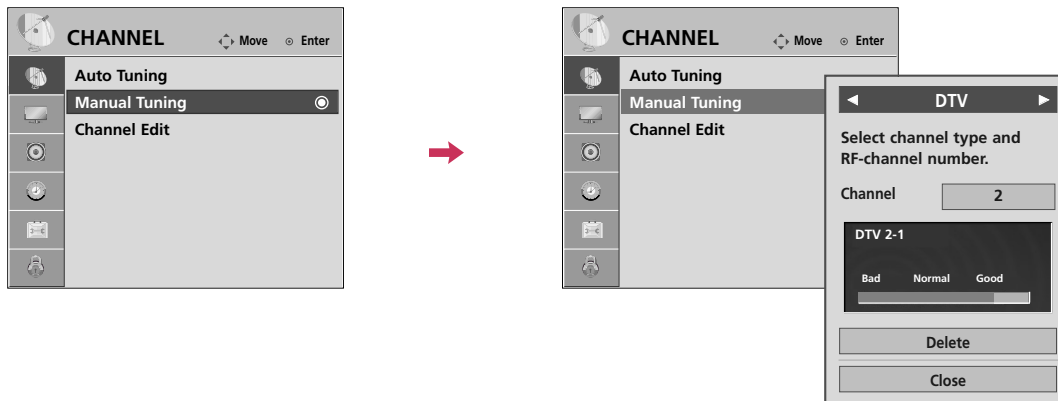 CHANNEL Move Enter
Auto Tuning
Manual Tuning
Channel Edit
CHANNEL Move Enter
Auto Tuning
Manual Tuning
Channel Edit
DTV
Select channel type and
RF-channel number.
Channel 2
DTV 2-1
Bad Normal Good
Delete
Close